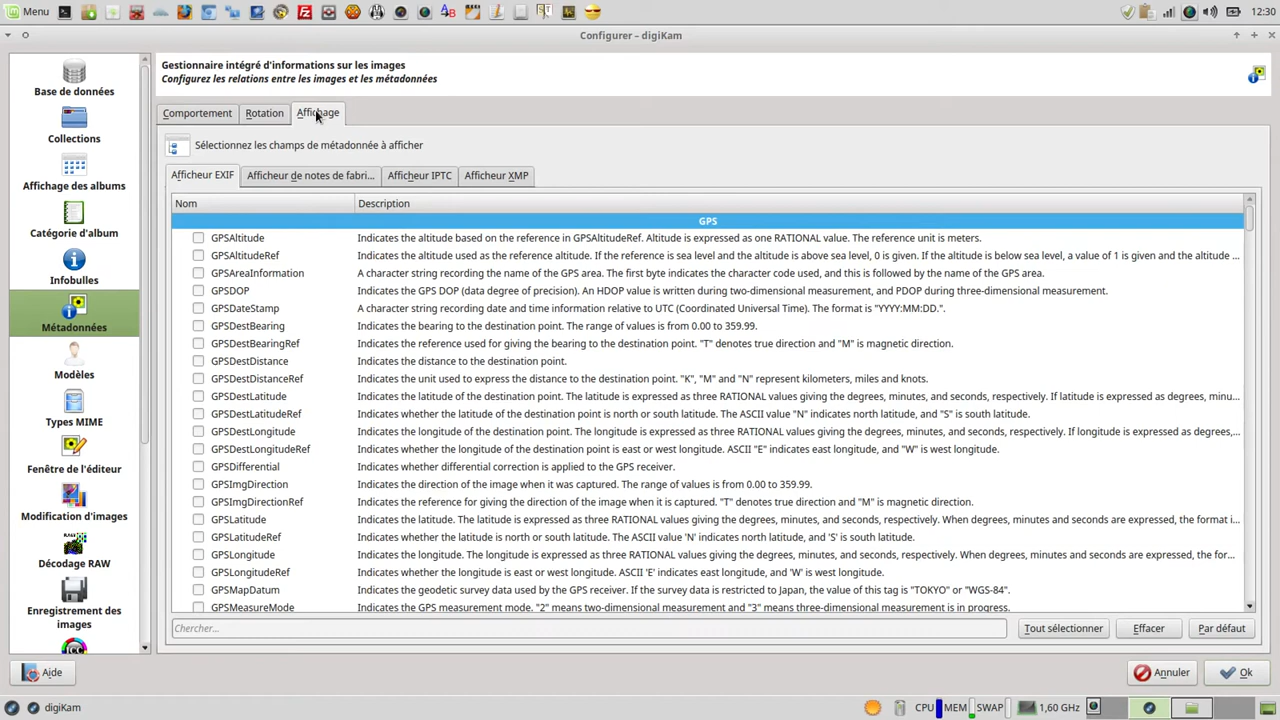 Menu
12:30
Configurer – digiKam
Gestionnaire intégré d'informations sur les images
Configurez les relations entre les images et les métadonnées
Base de données
Collections
Affichage des albums
Catégorie d'album
Infobulles
Métadonnées
Modèles
Types MIME
Fenêtre de l'éditeur
Modification d'images
Décodage RAW
Enregistrement des
images
ICC
Comportement Rotation Affichage
Sélectionnez les champs de métadonnée à afficher
Afficheur EXIF Afficheur de notes de fabri... Afficheur IPTC Afficheur XMP
Nom Description
GPS
GPSAltitude Indicates the altitude based on the reference in GPSAltitudeRef. Altitude is expressed as one RATIONAL value. The reference unit is meters.
GPSAltitudeRef Indicates the altitude used as the reference altitude. If the reference is sea level and the altitude is above sea level, 0 is given. If the altitude is below sea level, a value of 1 is given and the altitude ...
GPSAreaInformation A character string recording the name of the GPS area. The first byte indicates the character code used, and this is followed by the name of the GPS area.
GPSDOP Indicates the GPS DOP (data degree of precision). An HDOP value is written during two-dimensional measurement, and PDOP during three-dimensional measurement.
GPSDateStamp A character string recording date and time information relative to UTC (Coordinated Universal Time). The format is "YYYY:MM:DD.".
GPSDestBearing Indicates the bearing to the destination point. The range of values is from 0.00 to 359.99.
GPSDestBearingRef Indicates the reference used for giving the bearing to the destination point. "T" denotes true direction and "M" is magnetic direction.
GPSDestDistance Indicates the distance to the destination point.
GPSDestDistanceRef Indicates the unit used to express the distance to the destination point. "K", "M" and "N" represent kilometers, miles and knots.
GPSDestLatitude Indicates the latitude of the destination point. The latitude is expressed as three RATIONAL values giving the degrees, minutes, and seconds, respectively. If latitude is expressed as degrees, minu...
GPSDestLatitudeRef Indicates whether the latitude of the destination point is north or south latitude. The ASCII value "N" indicates north latitude, and "S" is south latitude.
GPSDestLongitude Indicates the longitude of the destination point. The longitude is expressed as three RATIONAL values giving the degrees, minutes, and seconds, respectively. If longitude is expressed as degrees,...
GPSDestLongitudeRef Indicates whether the longitude of the destination point is east or west longitude. ASCII "E" indicates east longitude, and "W" is west longitude.
GPSDifferential Indicates whether differential correction is applied to the GPS receiver.
GPSImgDirection Indicates the direction of the image when it was captured. The range of values is from 0.00 to 359.99.
GPSImgDirectionRef Indicates the reference for giving the direction of the image when it is captured. "T" denotes true direction and "M" is magnetic direction.
GPSLatitude Indicates the latitude. The latitude is expressed as three RATIONAL values giving the degrees, minutes, and seconds, respectively. When degrees, minutes and seconds are expressed, the format i...
GPSLatitudeRef Indicates whether the latitude is north or south latitude. The ASCII value 'N' indicates north latitude, and 'S' is south latitude.
GPSLongitude Indicates the longitude. The longitude is expressed as three RATIONAL values giving the degrees, minutes, and seconds, respectively. When degrees, minutes and seconds are expressed, the for...
GPSLongitudeRef Indicates whether the longitude is east or west longitude. ASCII 'E' indicates east longitude, and 'W' is west longitude.
GPSMapDatum Indicates the geodetic survey data used by the GPS receiver. If the survey data is restricted to Japan, the value of this tag is "TOKYO" or "WGS-84".
GPSMeasureMode Indicates the GPS measurement mode. "2" means two-dimensional measurement and "3" means three-dimensional measurement is in progress.
Chercher... Tout sélectionner Effacer Par défaut
Aide Annuler Ok
digiKam CPU MEM SWAP 1,60 GHz